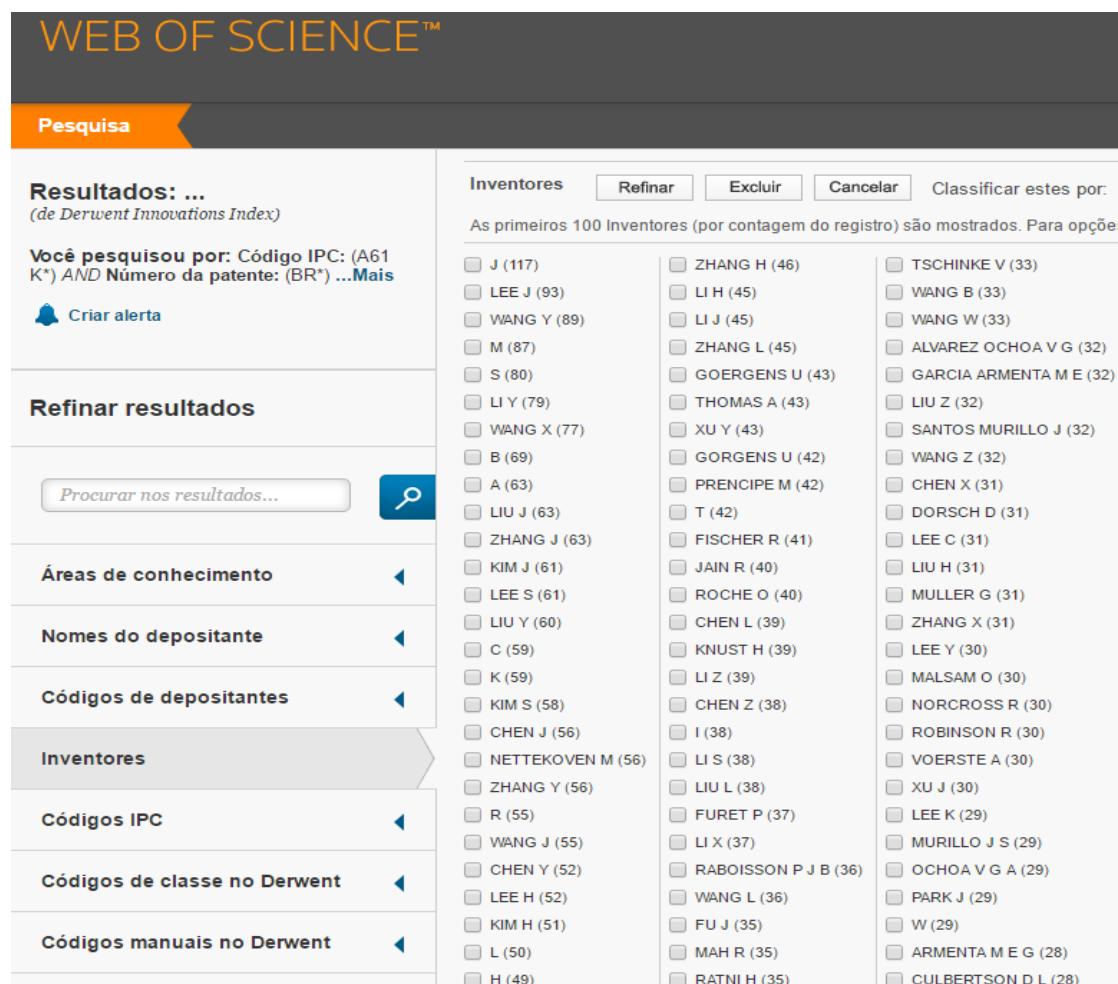 WEB OF SCIENCE™
Pesquisa
Resultados: ...
(de Derwent Innovations Index)
Você pesquisou por: Código IPC: (A61
K*) AND Número da patente: (BR*) ...Mais
Criar alerta
Refinar resultados
Procurar nos resultados...
Áreas de conhecimento
Nomes do depositante
Códigos de depositantes
Inventores
Códigos IPC
Códigos de classe no Derwent
Códigos manuais no Derwent
Inventores
Refinar
Excluir
Cancelar
Classificar estes por:
As primeiros 100 Inventores (por contagem do registro) são mostrados. Para opçõe
J (117)
LEE J (93)
WANG Y (89)
M (87)
S (80)
LI Y (79)
WANG X (77)
B (69)
A (63)
LIU J (63)
ZHANG J (63)
KIM J (61)
LEE S (61)
LIU Y (60)
C (59)
K (59)
KIM S (58)
CHEN J (56)
NETTEKOVEN M (56)
ZHANG Y (56)
R (55)
WANG J (55)
CHEN Y (52)
LEE H (52)
KIM H (51)
L (50)
H (49)
ZHANG H (46)
LI H (45)
LI J (45)
ZHANG L (45)
GOERGENS U (43)
THOMAS A (43)
XU Y (43)
GORGENS U (42)
PRENCIPE M (42)
T (42)
FISCHER R (41)
JAIN R (40)
ROCHE O (40)
CHEN L (39)
KNUST H (39)
LI Z (39)
CHEN Z (38)
I (38)
LI S (38)
LIU L (38)
FURET P (37)
LI X (37)
RABOISSON P J B (36)
WANG L (36)
FU J (35)
MAH R (35)
RATNI H (35)
TSCHINKE V (33)
WANG B (33)
WANG W (33)
ALVAREZ OCHOA V G (32)
GARCIA ARMENTA M E (32)
LIU Z (32)
SANTOS MURILLO J (32)
WANG Z (32)
CHEN X (31)
DORSCH D (31)
LEE C (31)
LIU H (31)
MULLER G (31)
ZHANG X (31)
LEE Y (30)
MALSAM O (30)
NORCROSS R (30)
ROBINSON R (30)
VOERSTE A (30)
XU J (30)
LEE K (29)
MURILLO J S (29)
OCHOA V G A (29)
PARK J (29)
W (29)
ARMENTA M E G (28)
CULBERTSON D L (28)